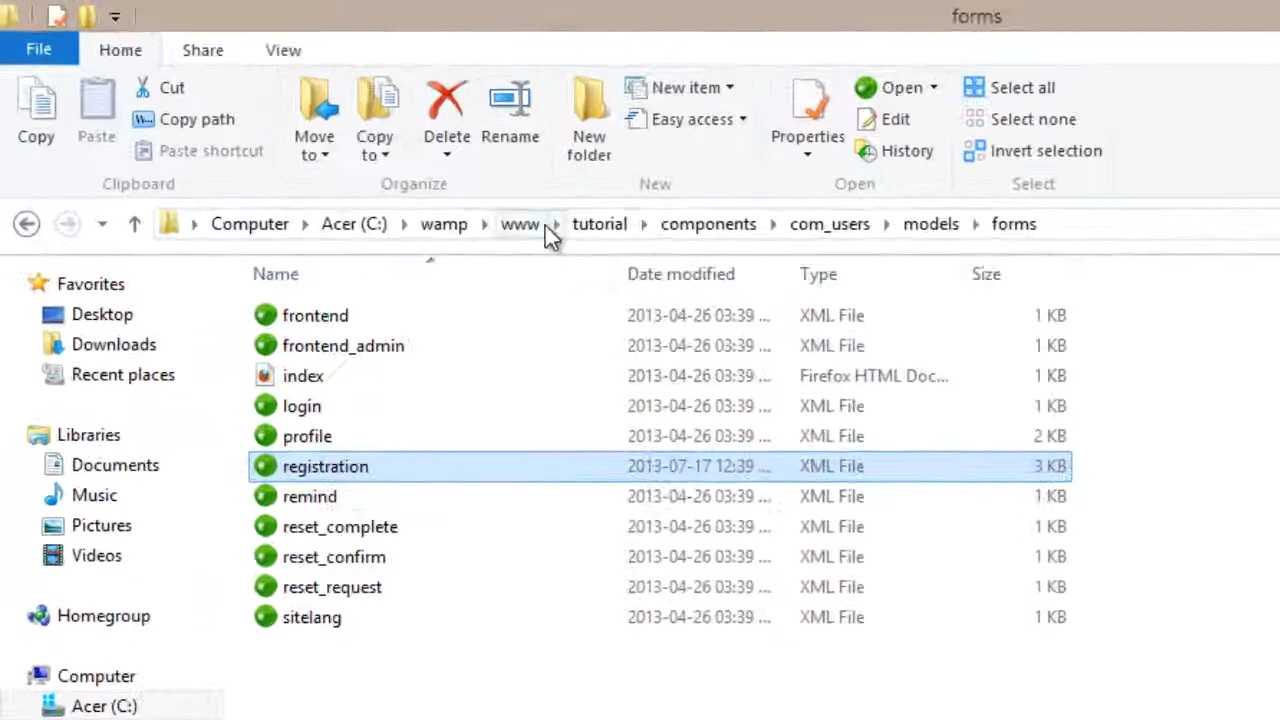 forms
File Home Share View
Copy Paste Cut Copy path Paste shortcut Move to Copy to Delete Rename New folder New item Easy access Properties Open Edit History Select all Select none Invert selection
Clipboard Organize New Open Select
Computer Acer (C:) wamp www tutorial components com_users models forms
Name Date modified Type Size
Favorites
Desktop
Downloads
Recent places
Libraries
Documents
Music
Pictures
Videos
Homegroup
Computer
Acer (C:)
frontend 2013-04-26 03:39 ... XML File 1 KB
frontend_admin 2013-04-26 03:39 ... XML File 1 KB
index 2013-04-26 03:39 ... Firefox HTML Doc... 1 KB
login 2013-04-26 03:39 ... XML File 1 KB
profile 2013-04-26 03:39 ... XML File 2 KB
registration 2013-07-17 12:39 ... XML File 3 KB
remind 2013-04-26 03:39 ... XML File 1 KB
reset_complete 2013-04-26 03:39 ... XML File 1 KB
reset_confirm 2013-04-26 03:39 ... XML File 1 KB
reset_request 2013-04-26 03:39 ... XML File 1 KB
sitelang 2013-04-26 03:39 ... XML File 1 KB